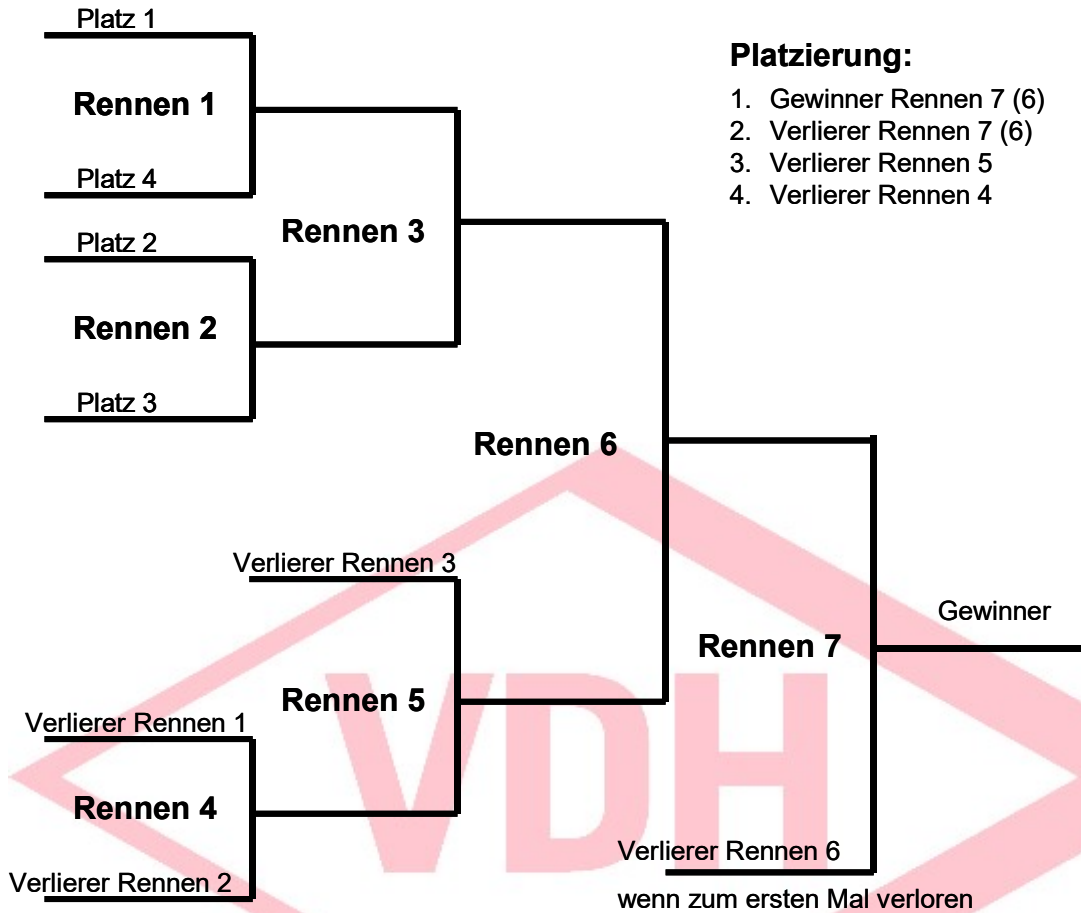 Platz 1
Rennen 1
Platz 4
Platz 2
Rennen 2
Platz 3
Rennen 3
Platzierung:
1. Gewinner Rennen 7 (6)
2. Verlierer Rennen 7 (6)
3. Verlierer Rennen 5
4. Verlierer Rennen 4
Rennen 6
Verlierer Rennen 3
Rennen 5
Verlierer Rennen 1
Rennen 4
Verlierer Rennen 2
Rennen 7
Gewinner
Verlierer Rennen 6
wenn zum ersten Mal verloren
VDH